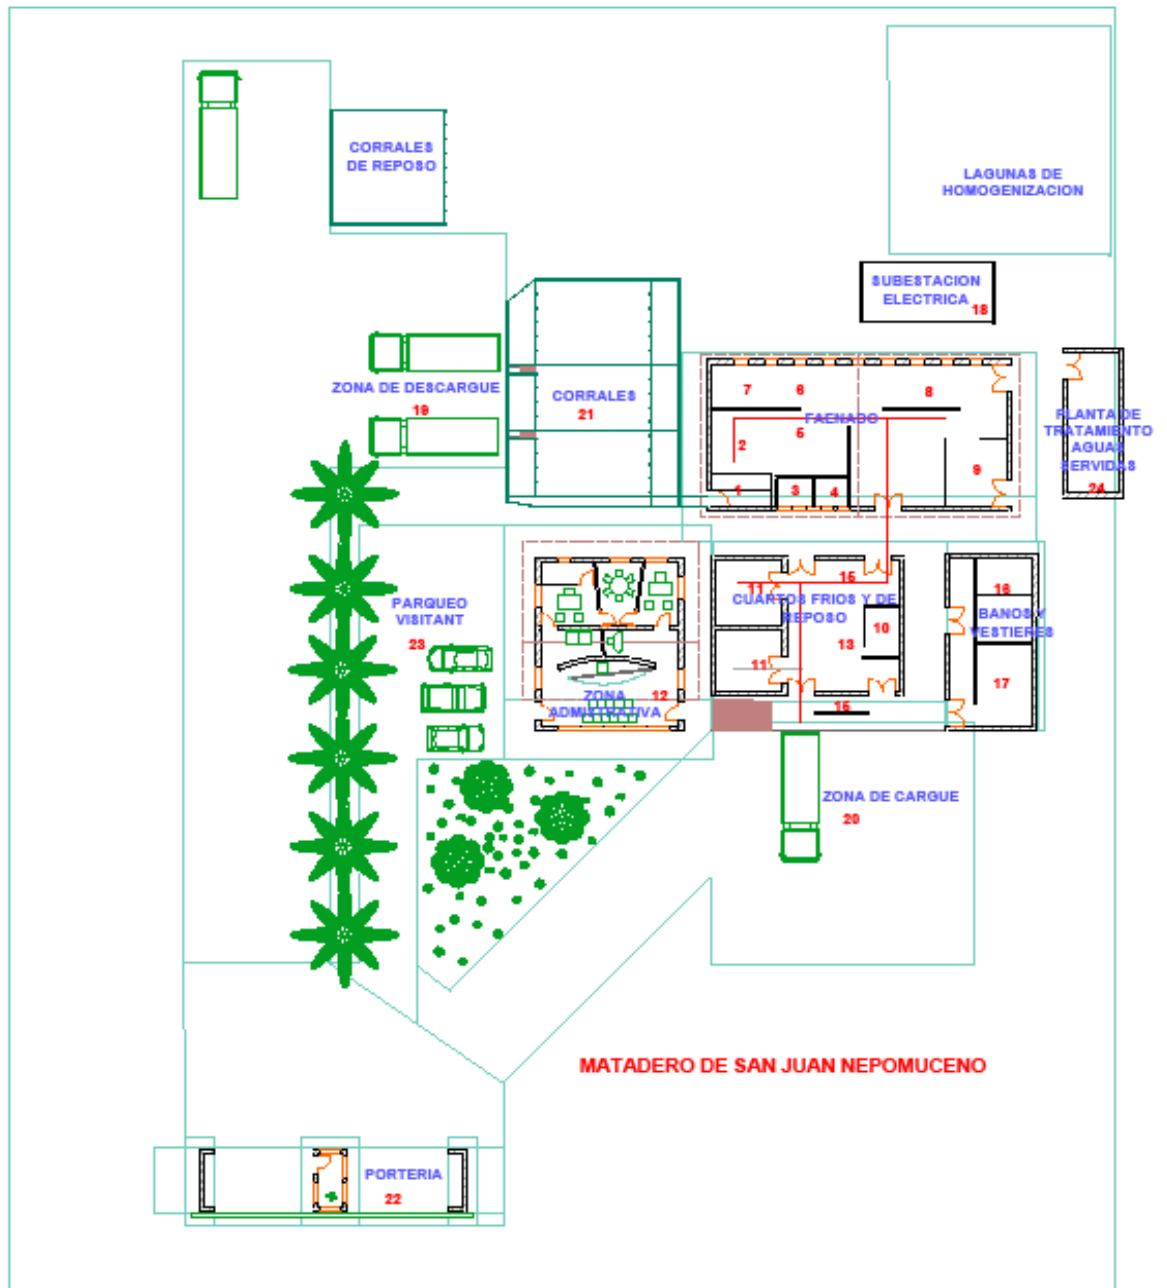 CORRALES
DE REPOSO
LAGUNAS DE
HOMOGENIZACION
SUBESTACION
ELECTRICA
18
ZONA DE DESCARGUE
19
CORRALES
21
7
6
8
FAENADO
5
2
9
1
3
4
PLANTA DE
TRATAMIENTO
AGUAS
SERVIDAS
24
PARQUEO
VISITANT
23
ZONA
ADMISTRATIVA
12
15
11
CUARTOS FRIOS Y DE
REPOSO
10
13
11
15
16
BANOS Y
VESTIERES
17
ZONA DE CARGUE
20
MATADERO DE SAN JUAN NEPOMUCENO
PORTERIA
22